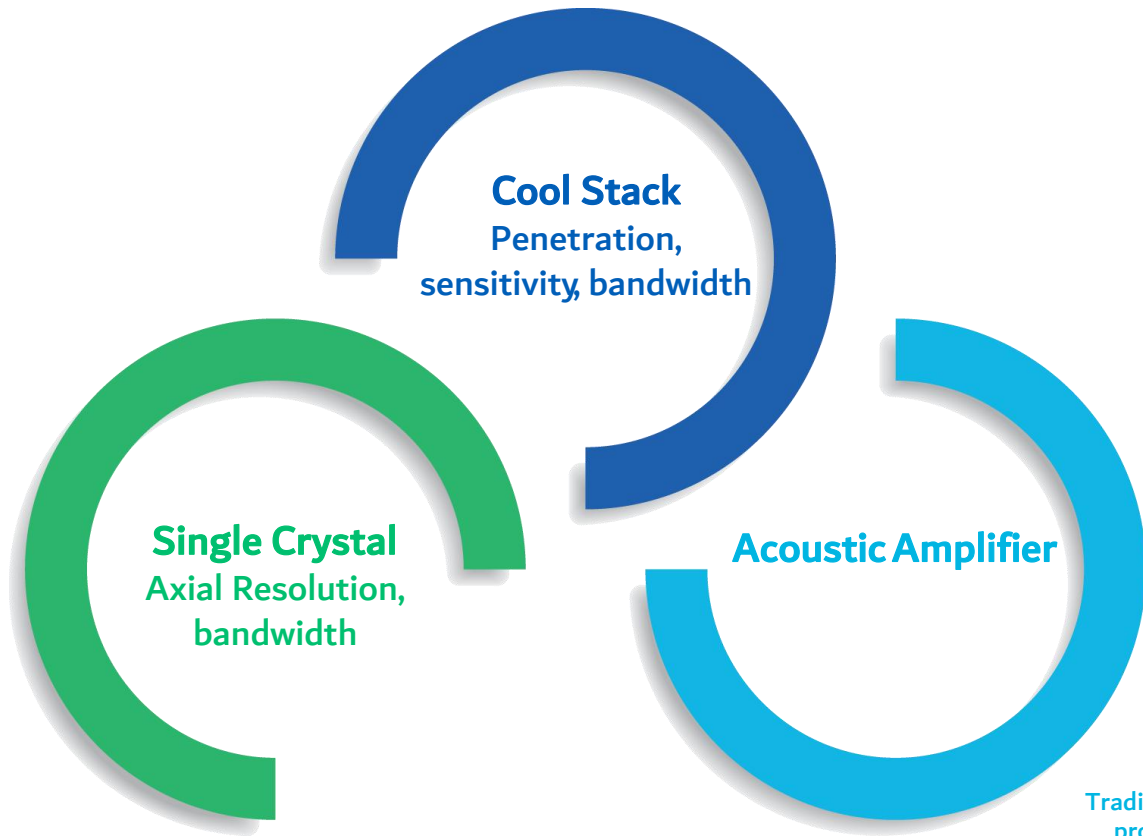 Cool Stack
Penetration,
sensitivity, bandwidth
Single Crystal
Axial Resolution,
bandwidth
Acoustic Amplifier